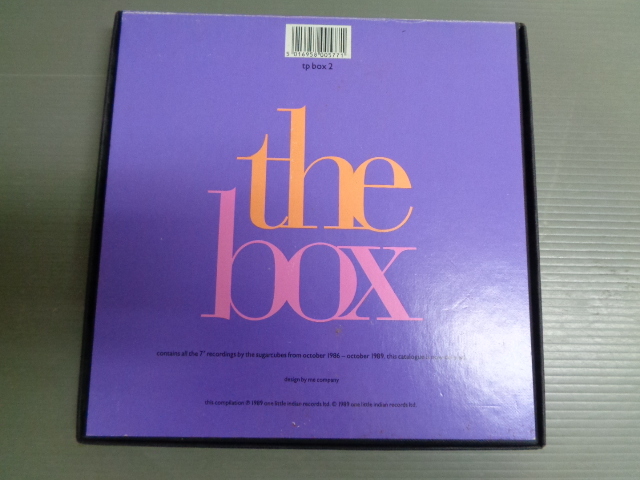 5 016958 005771
tp box 2
the
box
contains all the 7" recordings by the sugarcubes from october 1986 – october 1989. this catalogue
design by me company
this compilation ℗ 1989 one little indian records ltd. © 1989 one little indian records ltd.